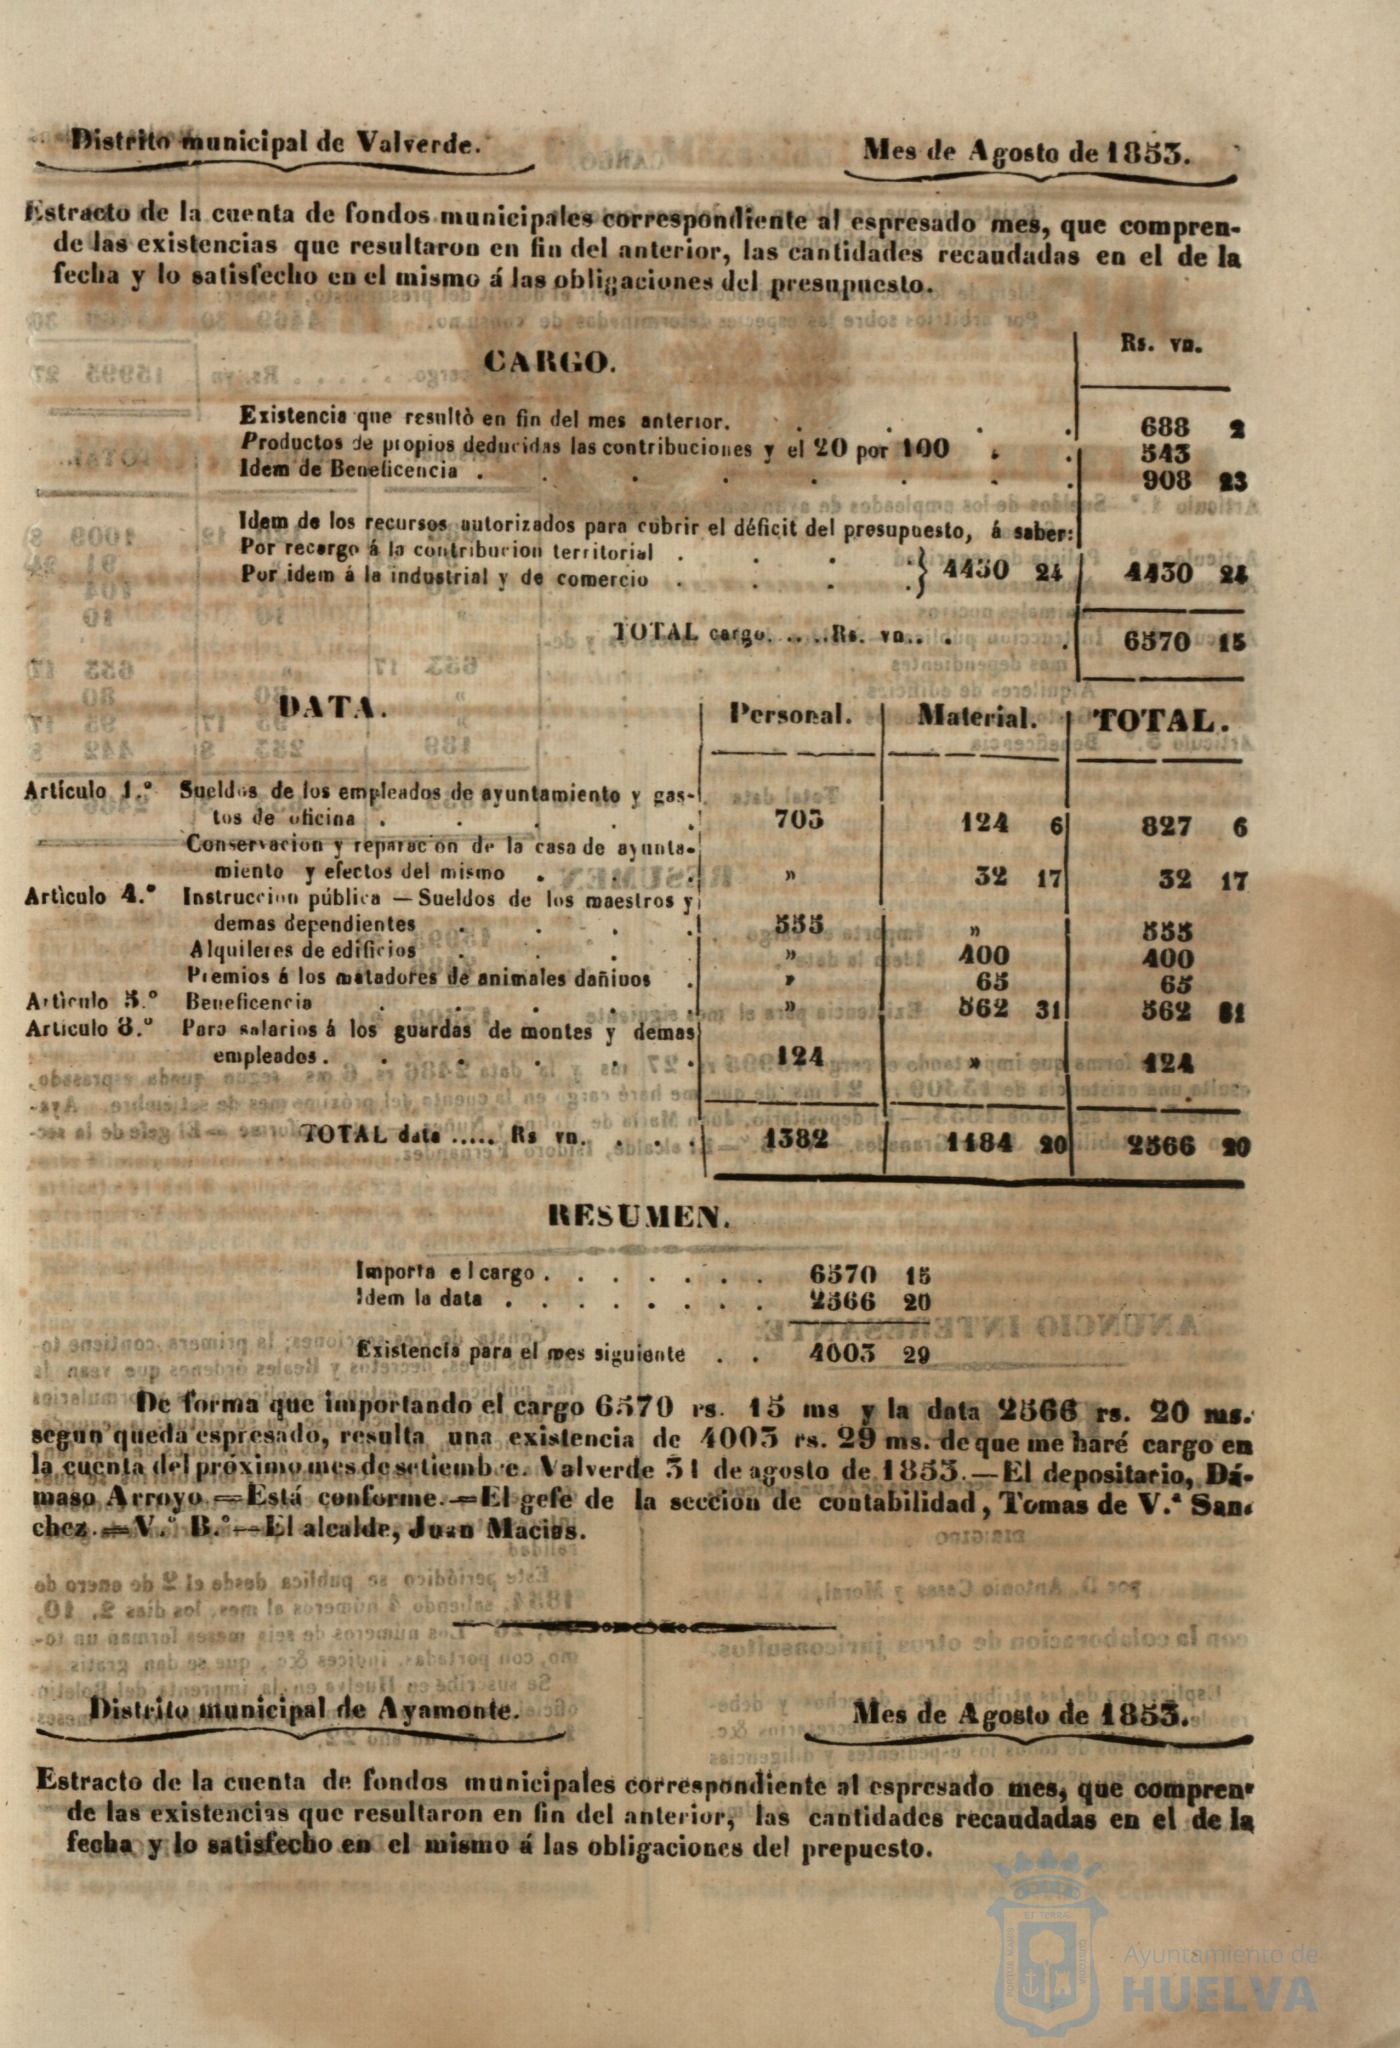 Distrito municipal de Valverde.
Mes de Agosto de 1853.
Estracto de la cuenta de fondos municipales correspondiente al espresado mes, que compren-
de las existencias que resultaron en fin del anterior, las cantidades recaudadas en el de la
fecha y lo satisfecho en el mismo á las obligaciones del presupuesto.
CARGO.
Rs. vn.
Existencia que resultò en fin del mes anterior. . . . 688 2
Productos de propios deducidas las contribuciones y el 20 por 100 . . 543
Idem de Beneficencia . . . . . . . . 908 23
Idem de los recursos autorizados para cubrir el déficit del presupuesto, á saber:
Por recargo á la contribucion territorial . . .
Por idem á la industrial y de comercio . . . } 4430 24 4430 24
TOTAL cargo. . . . . Rs. vn. . . . 6570 15
DATA.
Personal. Material. TOTAL.
Artículo 1.º Sueldos de los empleados de ayuntamiento y gas-
tos de oficina . . . . . 703 124 6 827 6
Conservacion y reparacion de la casa de ayunta-
miento y efectos del mismo . . . » 32 17 32 17
Artìculo 4.º Instruccion pública — Sueldos de los maestros y
demas dependientes . . . . 555 » 555
Alquileres de edificios . . . . » 400 400
Premios á los matadores de animales dañinos . » 65 65
Artìculo 5.º Beneficencia . . . . . » 562 31 562 31
Articulo 8.º Para salarios á los guardas de montes y demas
empleados . . . . . . 124 » 124
TOTAL data ..... Rs vn. . . . 1382 1184 20 2566 20
RESUMEN.
Importa el cargo . . . . . . . 6570 15
Idem la data . . . . . . . . 2566 20
Existencia para el mes siguiente . . 4003 29
De forma que importando el cargo 6570 rs. 15 ms y la data 2566 rs. 20 ms.
segun queda espresado, resulta una existencia de 4003 rs. 29 ms. de que me haré cargo en
la cuenta del próximo mes de setiembre. Valverde 31 de agosto de 1853.—El depositario, Dá-
maso Arroyo.—Está conforme.—El gefe de la seccion de contabilidad, Tomas de V.ª San-
chez.—V.º B.º—El alcalde, Juan Macias.
Distrito municipal de Ayamonte.
Mes de Agosto de 1853.
Estracto de la cuenta de fondos municipales correspondiente al espresado mes, que compren-
de las existencias que resultaron en fin del anterior, las cantidades recaudadas en el de la
fecha y lo satisfecho en el mismo á las obligaciones del prepuesto.
Ayuntamiento de
HUELVA